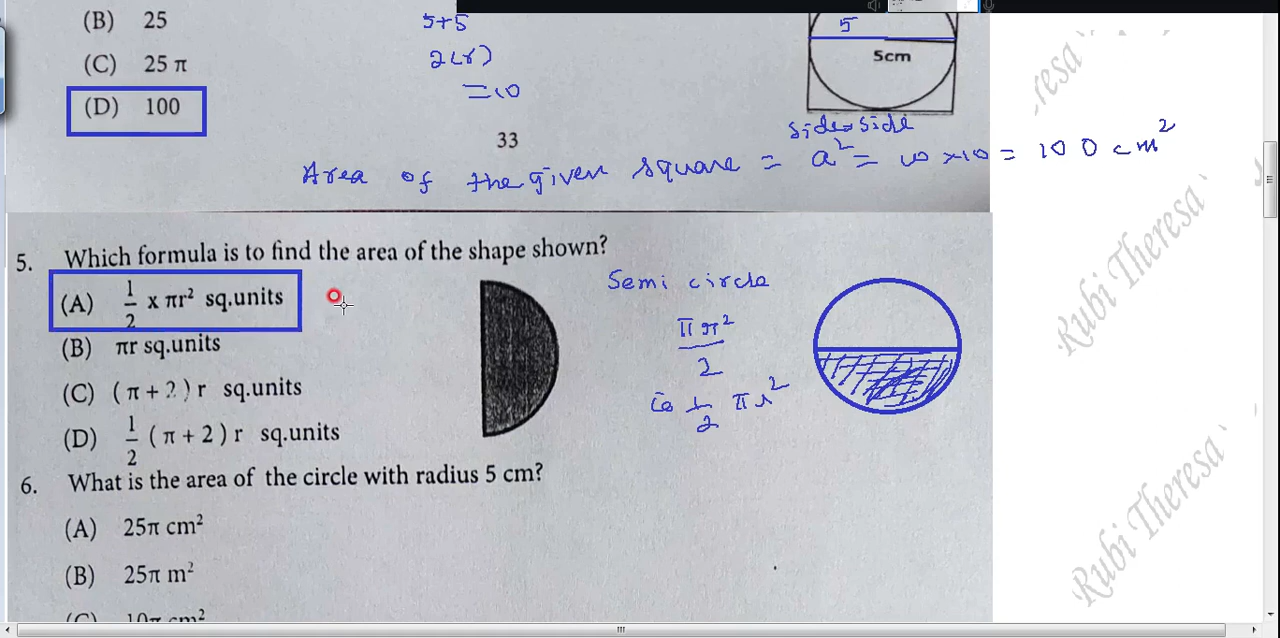 (B) 25
5+5
5
(C) 25 π
2(r)
5cm
=10
(D) 100
side×side
33
Area of the given square = a² = 10 ×10 = 100 cm²
5. Which formula is to find the area of the shape shown?
(A) 1/2 x πr² sq.units
Semi circle
πr²/2
(B) πr sq.units
(C) ( π + 2 ) r sq.units
1/2 πr²
(D) 1/2 ( π + 2 ) r sq.units
6. What is the area of the circle with radius 5 cm?
(A) 25π cm²
(B) 25π m²
(C) 10π cm²
Rubi Theresa
Rubi Theresa